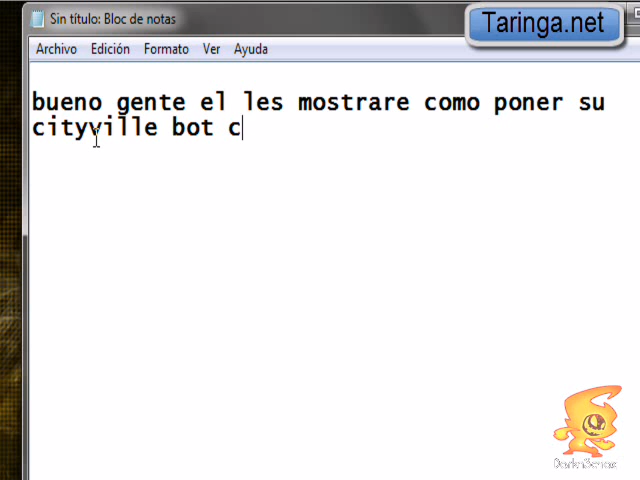 Sin título: Bloc de notas
Taringa.net
Archivo Edición Formato Ver Ayuda
bueno gente el les mostrare como poner su
cityville bot c